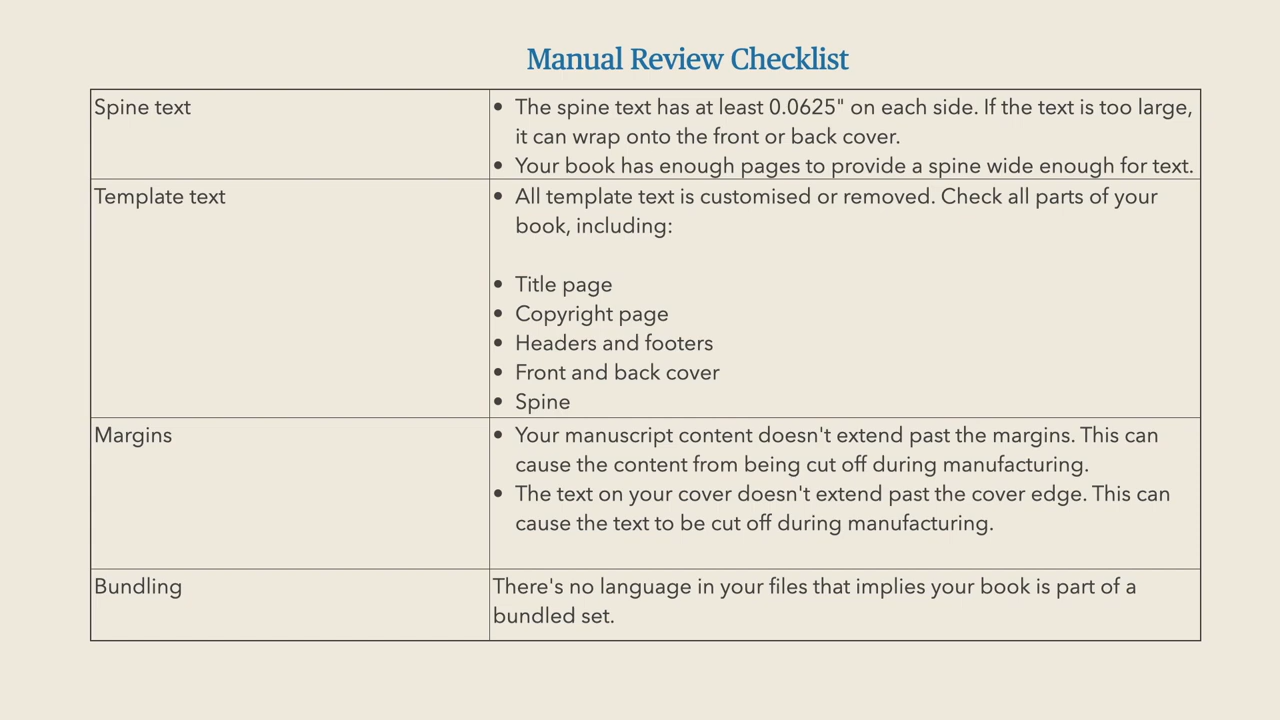 Manual Review Checklist
Spine text
• The spine text has at least 0.0625" on each side. If the text is too large,
it can wrap onto the front or back cover.
• Your book has enough pages to provide a spine wide enough for text.
Template text
• All template text is customised or removed. Check all parts of your
book, including:
• Title page
• Copyright page
• Headers and footers
• Front and back cover
• Spine
Margins
• Your manuscript content doesn't extend past the margins. This can
cause the content from being cut off during manufacturing.
• The text on your cover doesn't extend past the cover edge. This can
cause the text to be cut off during manufacturing.
Bundling
There's no language in your files that implies your book is part of a
bundled set.